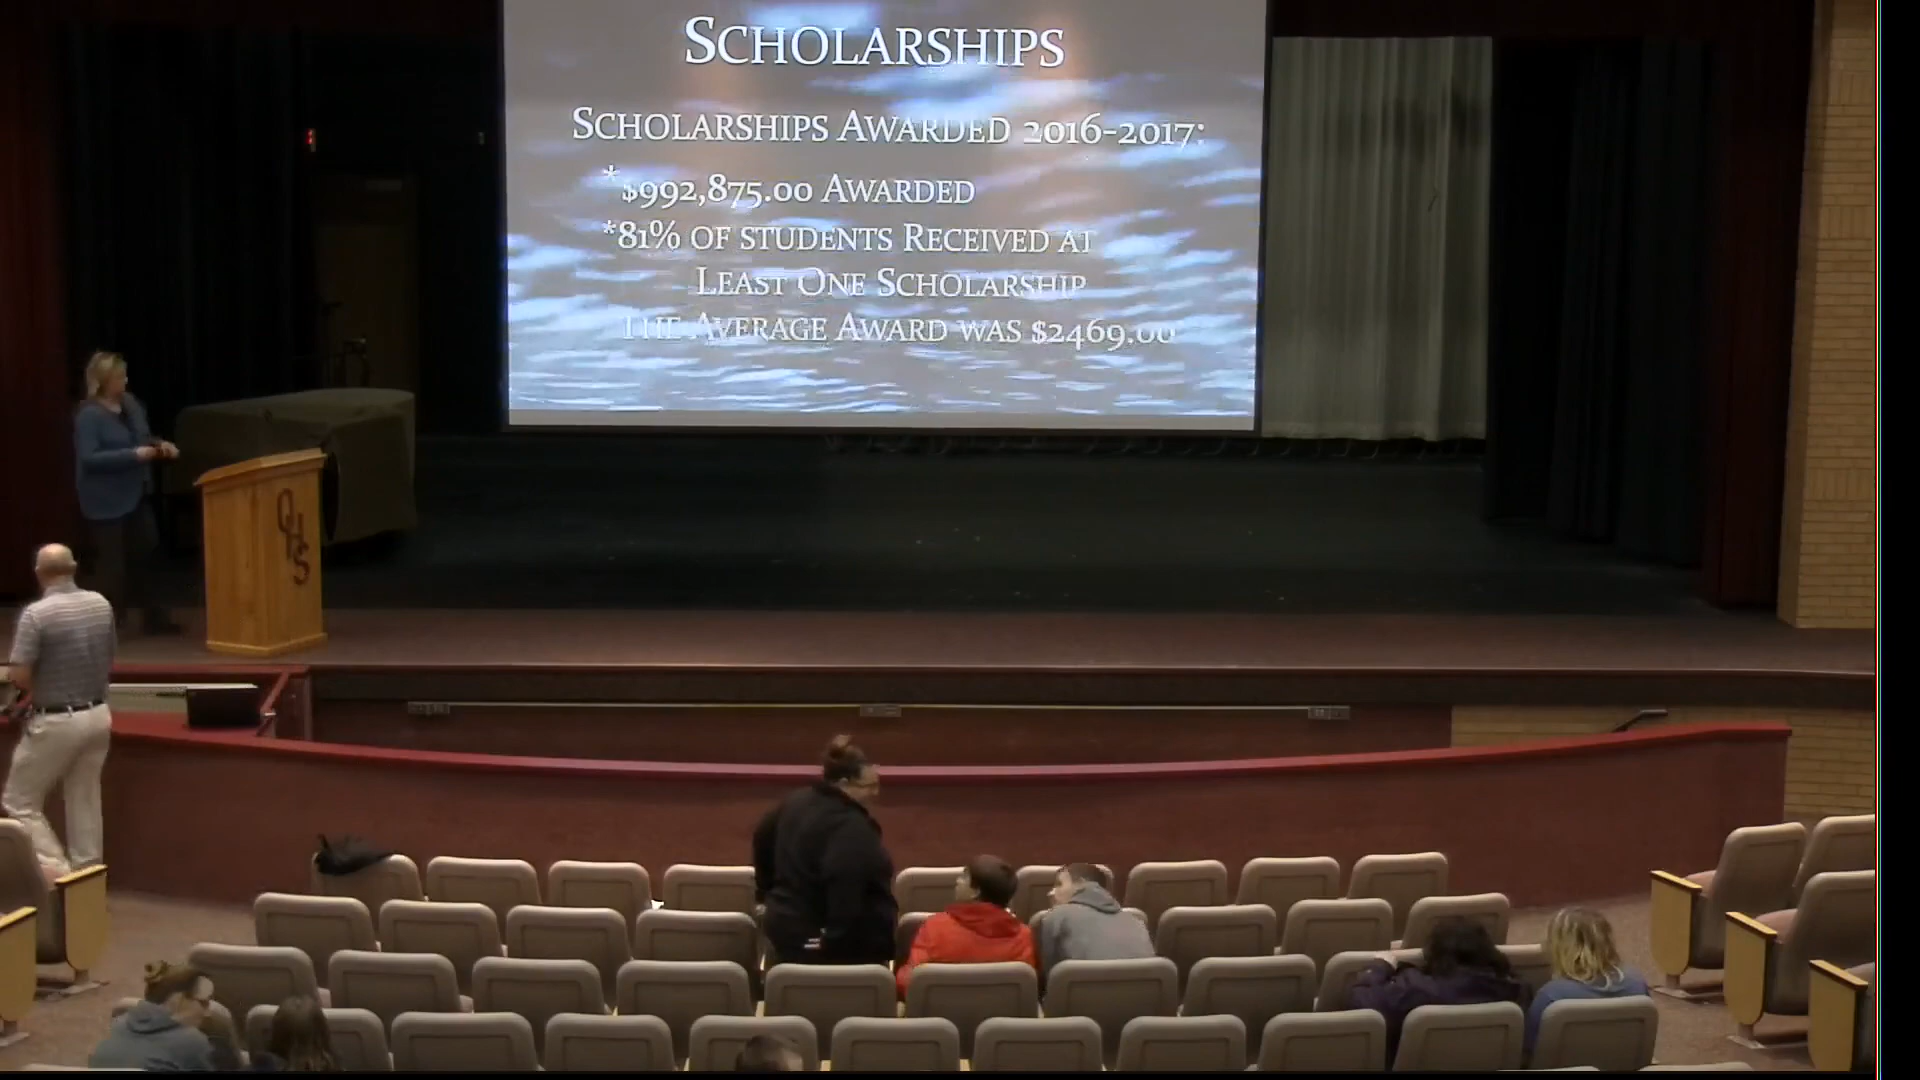 SCHOLARSHIPS
SCHOLARSHIPS AWARDED 2016-2017:
*$992,875.00 AWARDED
*81% OF STUDENTS RECEIVED AT
LEAST ONE SCHOLARSHIP
THE AVERAGE AWARD WAS $2469.00
OHS